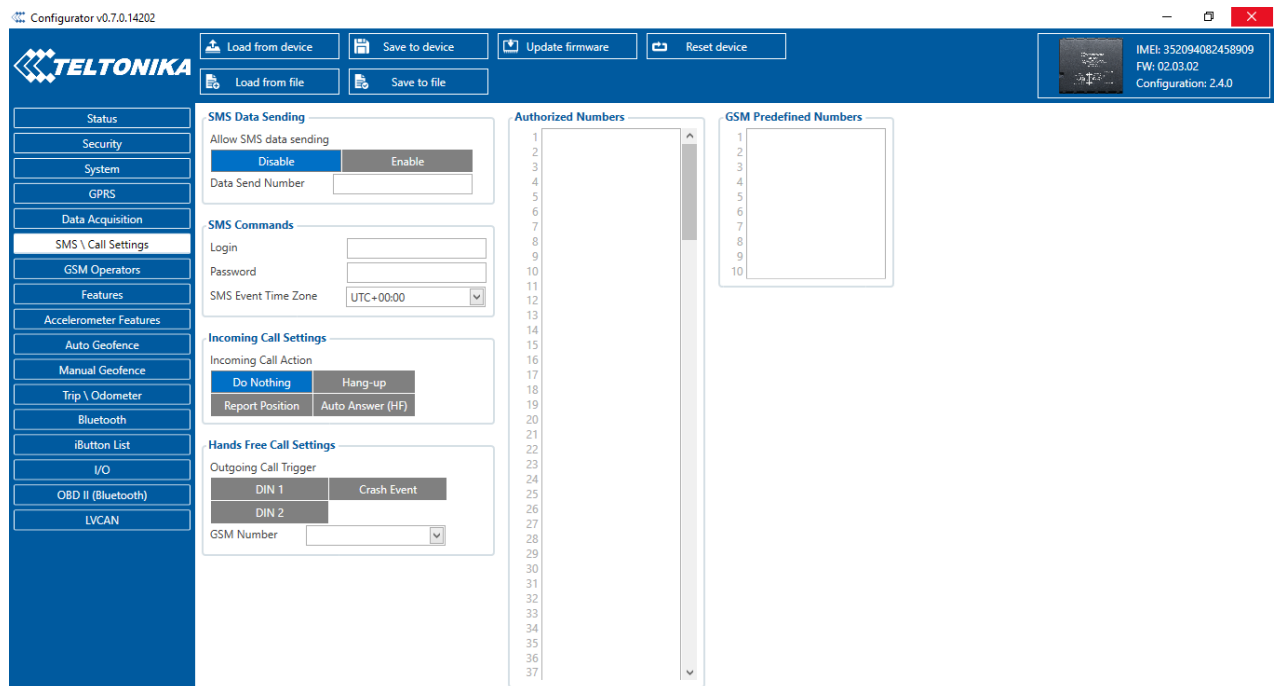 Configurator v0.7.0.14202
TELTONIKA
Load from device
Save to device
Update firmware
Reset device
Load from file
Save to file
IMEI: 352094082458909
FW: 02.03.02
Configuration: 2.4.0
Status
Security
System
GPRS
Data Acquisition
SMS \ Call Settings
GSM Operators
Features
Accelerometer Features
Auto Geofence
Manual Geofence
Trip \ Odometer
Bluetooth
iButton List
I/O
OBD II (Bluetooth)
LVCAN
SMS Data Sending
Allow SMS data sending
Disable Enable
Data Send Number
SMS Commands
Login
Password
SMS Event Time Zone UTC+00:00
Incoming Call Settings
Incoming Call Action
Do Nothing Hang-up
Report Position Auto Answer (HF)
Hands Free Call Settings
Outgoing Call Trigger
DIN 1 Crash Event
DIN 2
GSM Number
Authorized Numbers
1
2
3
4
5
6
7
8
9
10
11
12
13
14
15
16
17
18
19
20
21
22
23
24
25
26
27
28
29
30
31
32
33
34
35
36
37
GSM Predefined Numbers
1
2
3
4
5
6
7
8
9
10